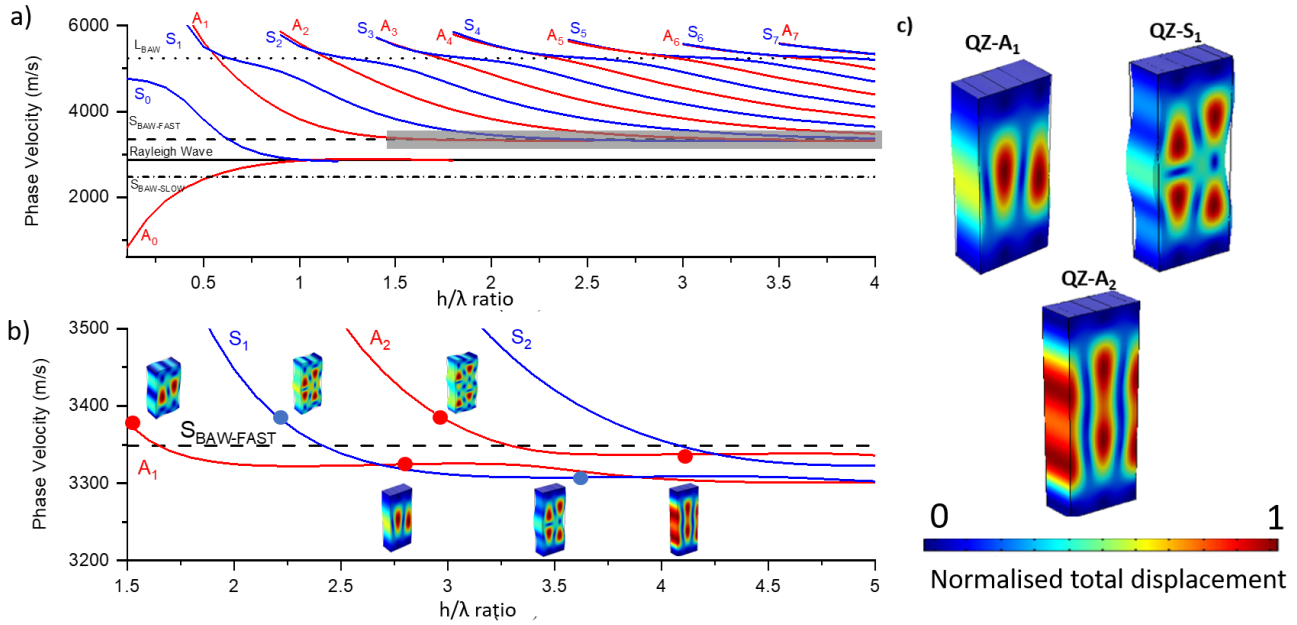 a)
6000
4000
2000
Phase Velocity (m/s)
A1
S1
A2
S2
S3
A3
S4
A4
S5
A5
S6
A6
S7
A7
LBAW
S0
SBAW-FAST
Rayleigh Wave
SBAW-SLOW
A0
0.5
1
1.5
2
2.5
3
3.5
4
h/λ ratio
b)
3500
3400
3300
3200
Phase Velocity (m/s)
S1
A2
S2
SBAW-FAST
A1
1.5
2
2.5
3
3.5
4
4.5
5
h/λ ratio
c)
QZ-A1
QZ-S1
QZ-A2
0
1
Normalised total displacement